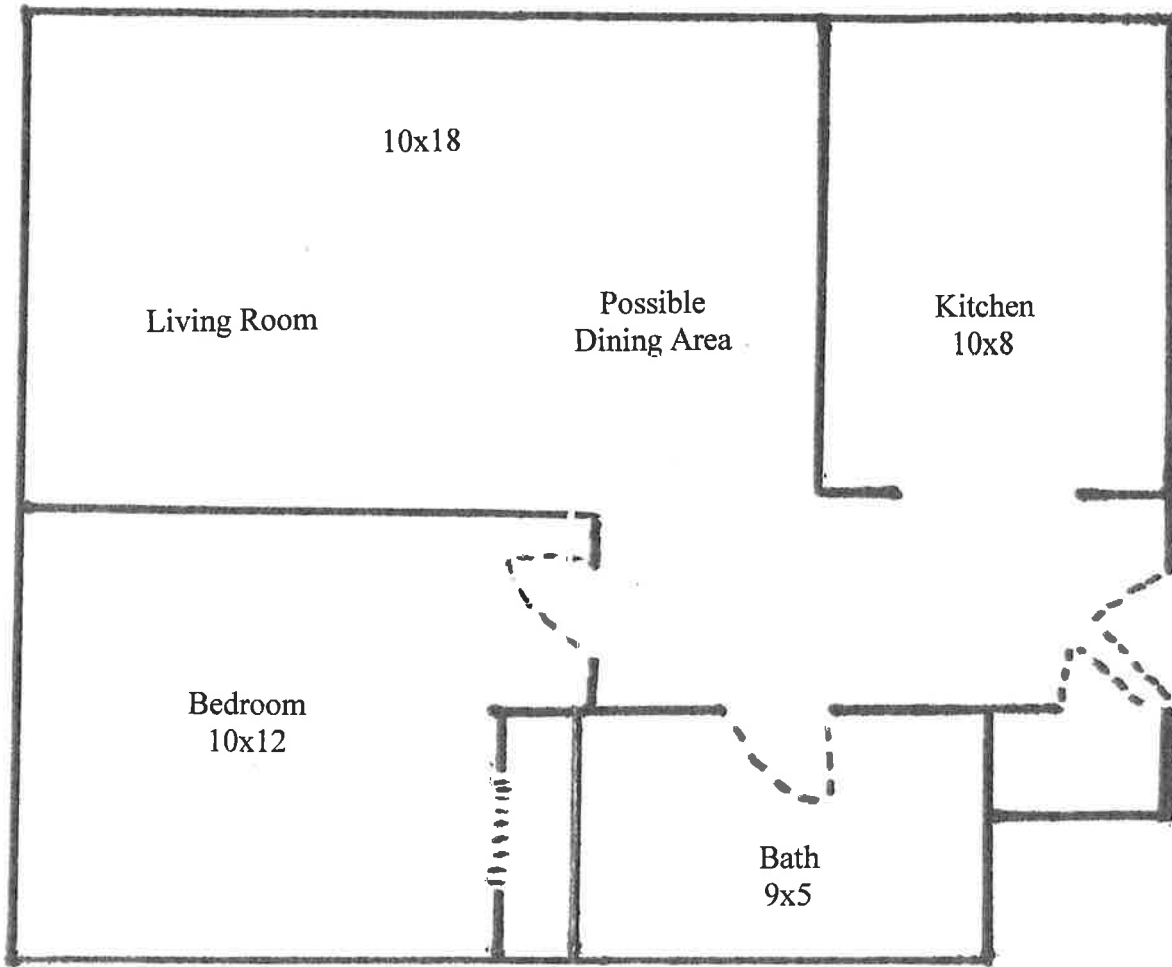 10x18
Living Room
Possible
Dining Area
Kitchen
10x8
Bedroom
10x12
Bath
9x5